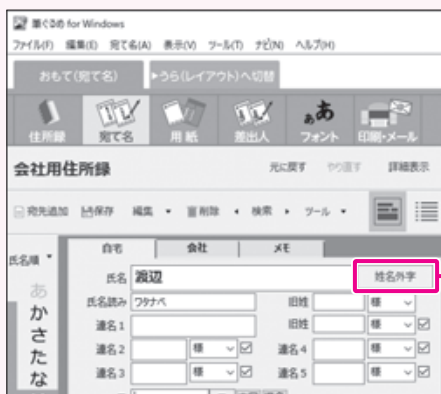 筆ぐるめ for Windows
ファイル(F) 編集(E) 宛て名(A) 表示(V) ツール(T) ナビ(N) ヘルプ(H)
おもて(宛て名) ▶うら(レイアウト)へ切替
住所録 宛て名 用紙 差出人 フォント 印刷・メール
会社用住所録 元に戻す やり直す 詳細表示
宛先追加 保存 編集 削除 検索 ツール
自宅 会社 メモ
氏名順
氏名 渡辺 姓名外字
氏名読み ワタナベ 旧姓 様
連名1 旧姓 様
連名2 様 連名4 様
連名3 様 連名5 様
あ
か
さ
た
な